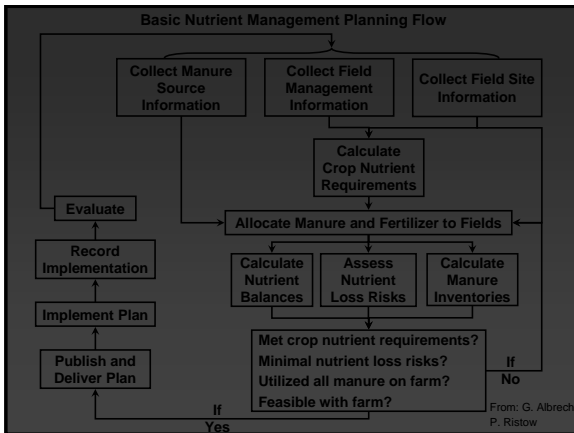 Basic Nutrient Management Planning Flow
Collect Manure
Source
Information
Collect Field
Management
Information
Collect Field Site
Information
Calculate
Crop Nutrient
Requirements
Evaluate
Allocate Manure and Fertilizer to Fields
Record
Implementation
Calculate
Nutrient
Balances
Assess
Nutrient
Loss Risks
Calculate
Manure
Inventories
Implement Plan
Met crop nutrient requirements?
Minimal nutrient loss risks?
Utilized all manure on farm?
Feasible with farm?
If
No
Publish and
Deliver Plan
If
Yes
From: G. Albrech
P. Ristow